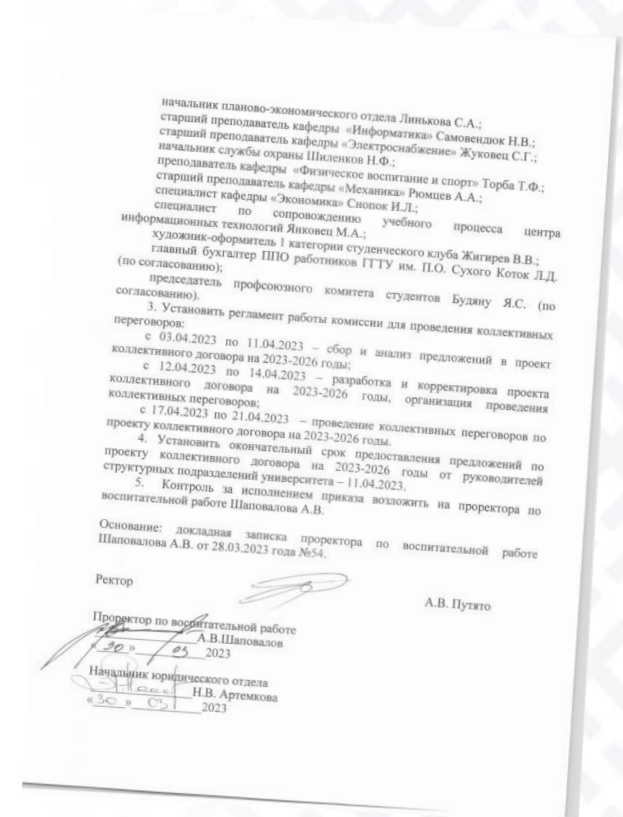 начальник планово-экономического отдела Линькова С.А.;
старший преподаватель кафедры «Информатика» Самовендюк Н.В.;
старший преподаватель кафедры «Электроснабжение» Жуковец С.Г.;
начальник службы охраны Шиленков Н.Ф.;
преподаватель кафедры «Физическое воспитание и спорт» Торба Т.Ф.;
старший преподаватель кафедры «Механика» Рюмцев А.А.;
специалист кафедры «Экономика» Снопок И.Л.;
специалист по сопровождению учебного процесса центра
информационных технологий Янковец М.А.;
художник-оформитель 1 категории студенческого клуба Жигирев В.В.;
главный бухгалтер ППО работников ГГТУ им. П.О. Сухого Коток Л.Д.
(по согласованию);
председатель профсоюзного комитета студентов Будяну Я.С. (по
согласованию).
3. Установить регламент работы комиссии для проведения коллективных
переговоров:
с 03.04.2023 по 11.04.2023 – сбор и анализ предложений в проект
коллективного договора на 2023-2026 годы;
с 12.04.2023 по 14.04.2023 – разработка и корректировка проекта
коллективного договора на 2023-2026 годы, организация проведения
коллективных переговоров;
с 17.04.2023 по 21.04.2023 – проведение коллективных переговоров по
проекту коллективного договора на 2023-2026 годы.
4. Установить окончательный срок предоставления предложений по
проекту коллективного договора на 2023-2026 годы от руководителей
структурных подразделений университета – 11.04.2023.
5. Контроль за исполнением приказа возложить на проректора по
воспитательной работе Шаповалова А.В.
Основание: докладная записка проректора по воспитательной работе
Шаповалова А.В. от 28.03.2023 года №54.
Ректор А.В. Путято
Проректор по воспитательной работе
А.В.Шаповалов
«30» 03 2023
Начальник юридического отдела
Н.В. Артемкова
«30» 03 2023